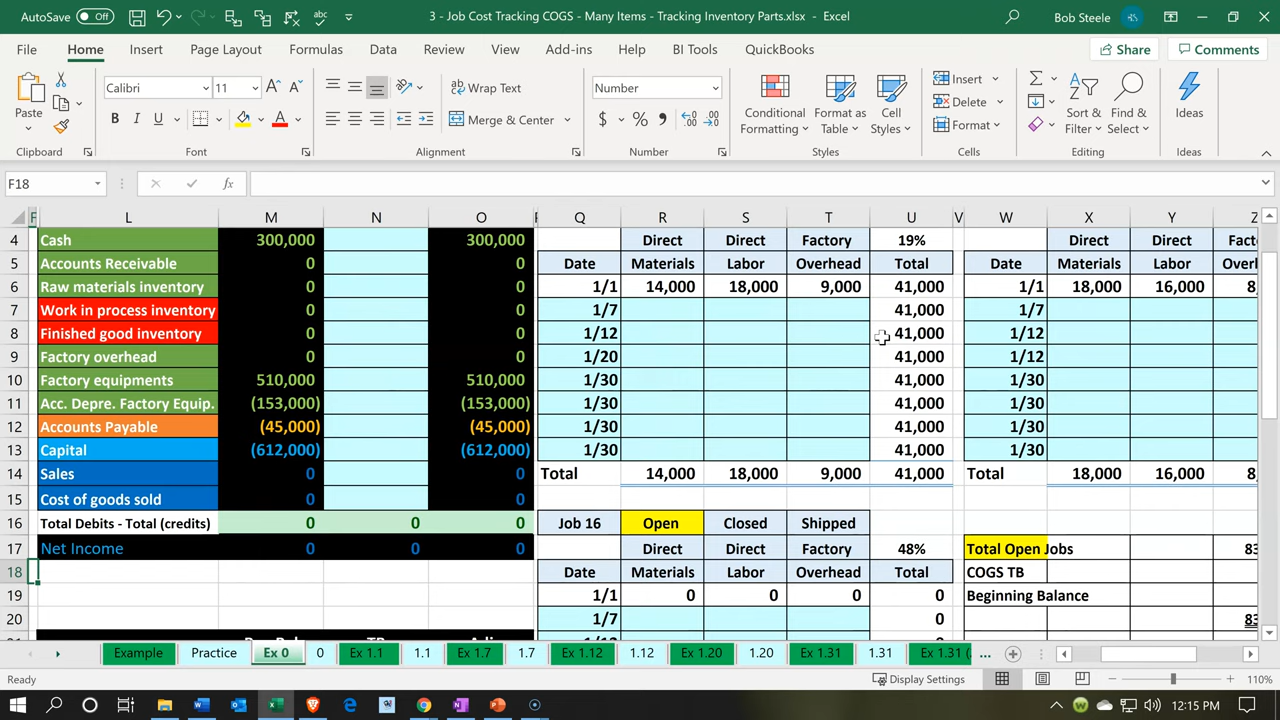 AutoSave Off 3 - Job Cost Tracking COGS - Many Items - Tracking Inventory Parts.xlsx - Excel Bob Steele
File Home Insert Page Layout Formulas Data Review View Add-ins Help BI Tools QuickBooks Share Comments
Paste Calibri 11 Wrap Text Number Conditional Formatting Format as Table Cell Styles Insert Sort & Filter Find & Select Ideas
B I U A Merge & Center $ % Delete
Format
Clipboard Font Alignment Number Styles Cells Editing Ideas
F18 fx
F L M N O Q R S T U V W X Y Z
4 Cash 300,000 300,000 Direct Direct Factory 19% Direct Direct
5 Accounts Receivable 0 0 Date Materials Labor Overhead Total Date Materials Labor
6 Raw materials inventory 0 0 1/1 14,000 18,000 9,000 41,000 1/1 18,000 16,000
7 Work in process inventory 0 0 1/7 41,000 1/7
8 Finished good inventory 0 0 1/12 41,000 1/12
9 Factory overhead 0 0 1/20 41,000 1/12
10 Factory equipments 510,000 510,000 1/30 41,000 1/30
11 Acc. Depre. Factory Equip. (153,000) (153,000) 1/30 41,000 1/30
12 Accounts Payable (45,000) (45,000) 1/30 41,000 1/30
13 Capital (612,000) (612,000) 1/30 41,000 1/30
14 Sales 0 0 Total 14,000 18,000 9,000 41,000 Total 18,000 16,000
15 Cost of goods sold 0 0
16 Total Debits - Total (credits) 0 0 0 Job 16 Open Closed Shipped
17 Net Income 0 0 0 Direct Direct Factory 48% Total Open Jobs
18 Date Materials Labor Overhead Total COGS TB
19 1/1 0 0 0 0 Beginning Balance
20 1/7 0
Example Practice Ex 0 0 Ex 1.1 1.1 Ex 1.7 1.7 Ex 1.12 1.12 Ex 1.20 1.20 Ex 1.31 1.31 Ex 1.31 ...
Ready Display Settings 110%
12:15 PM